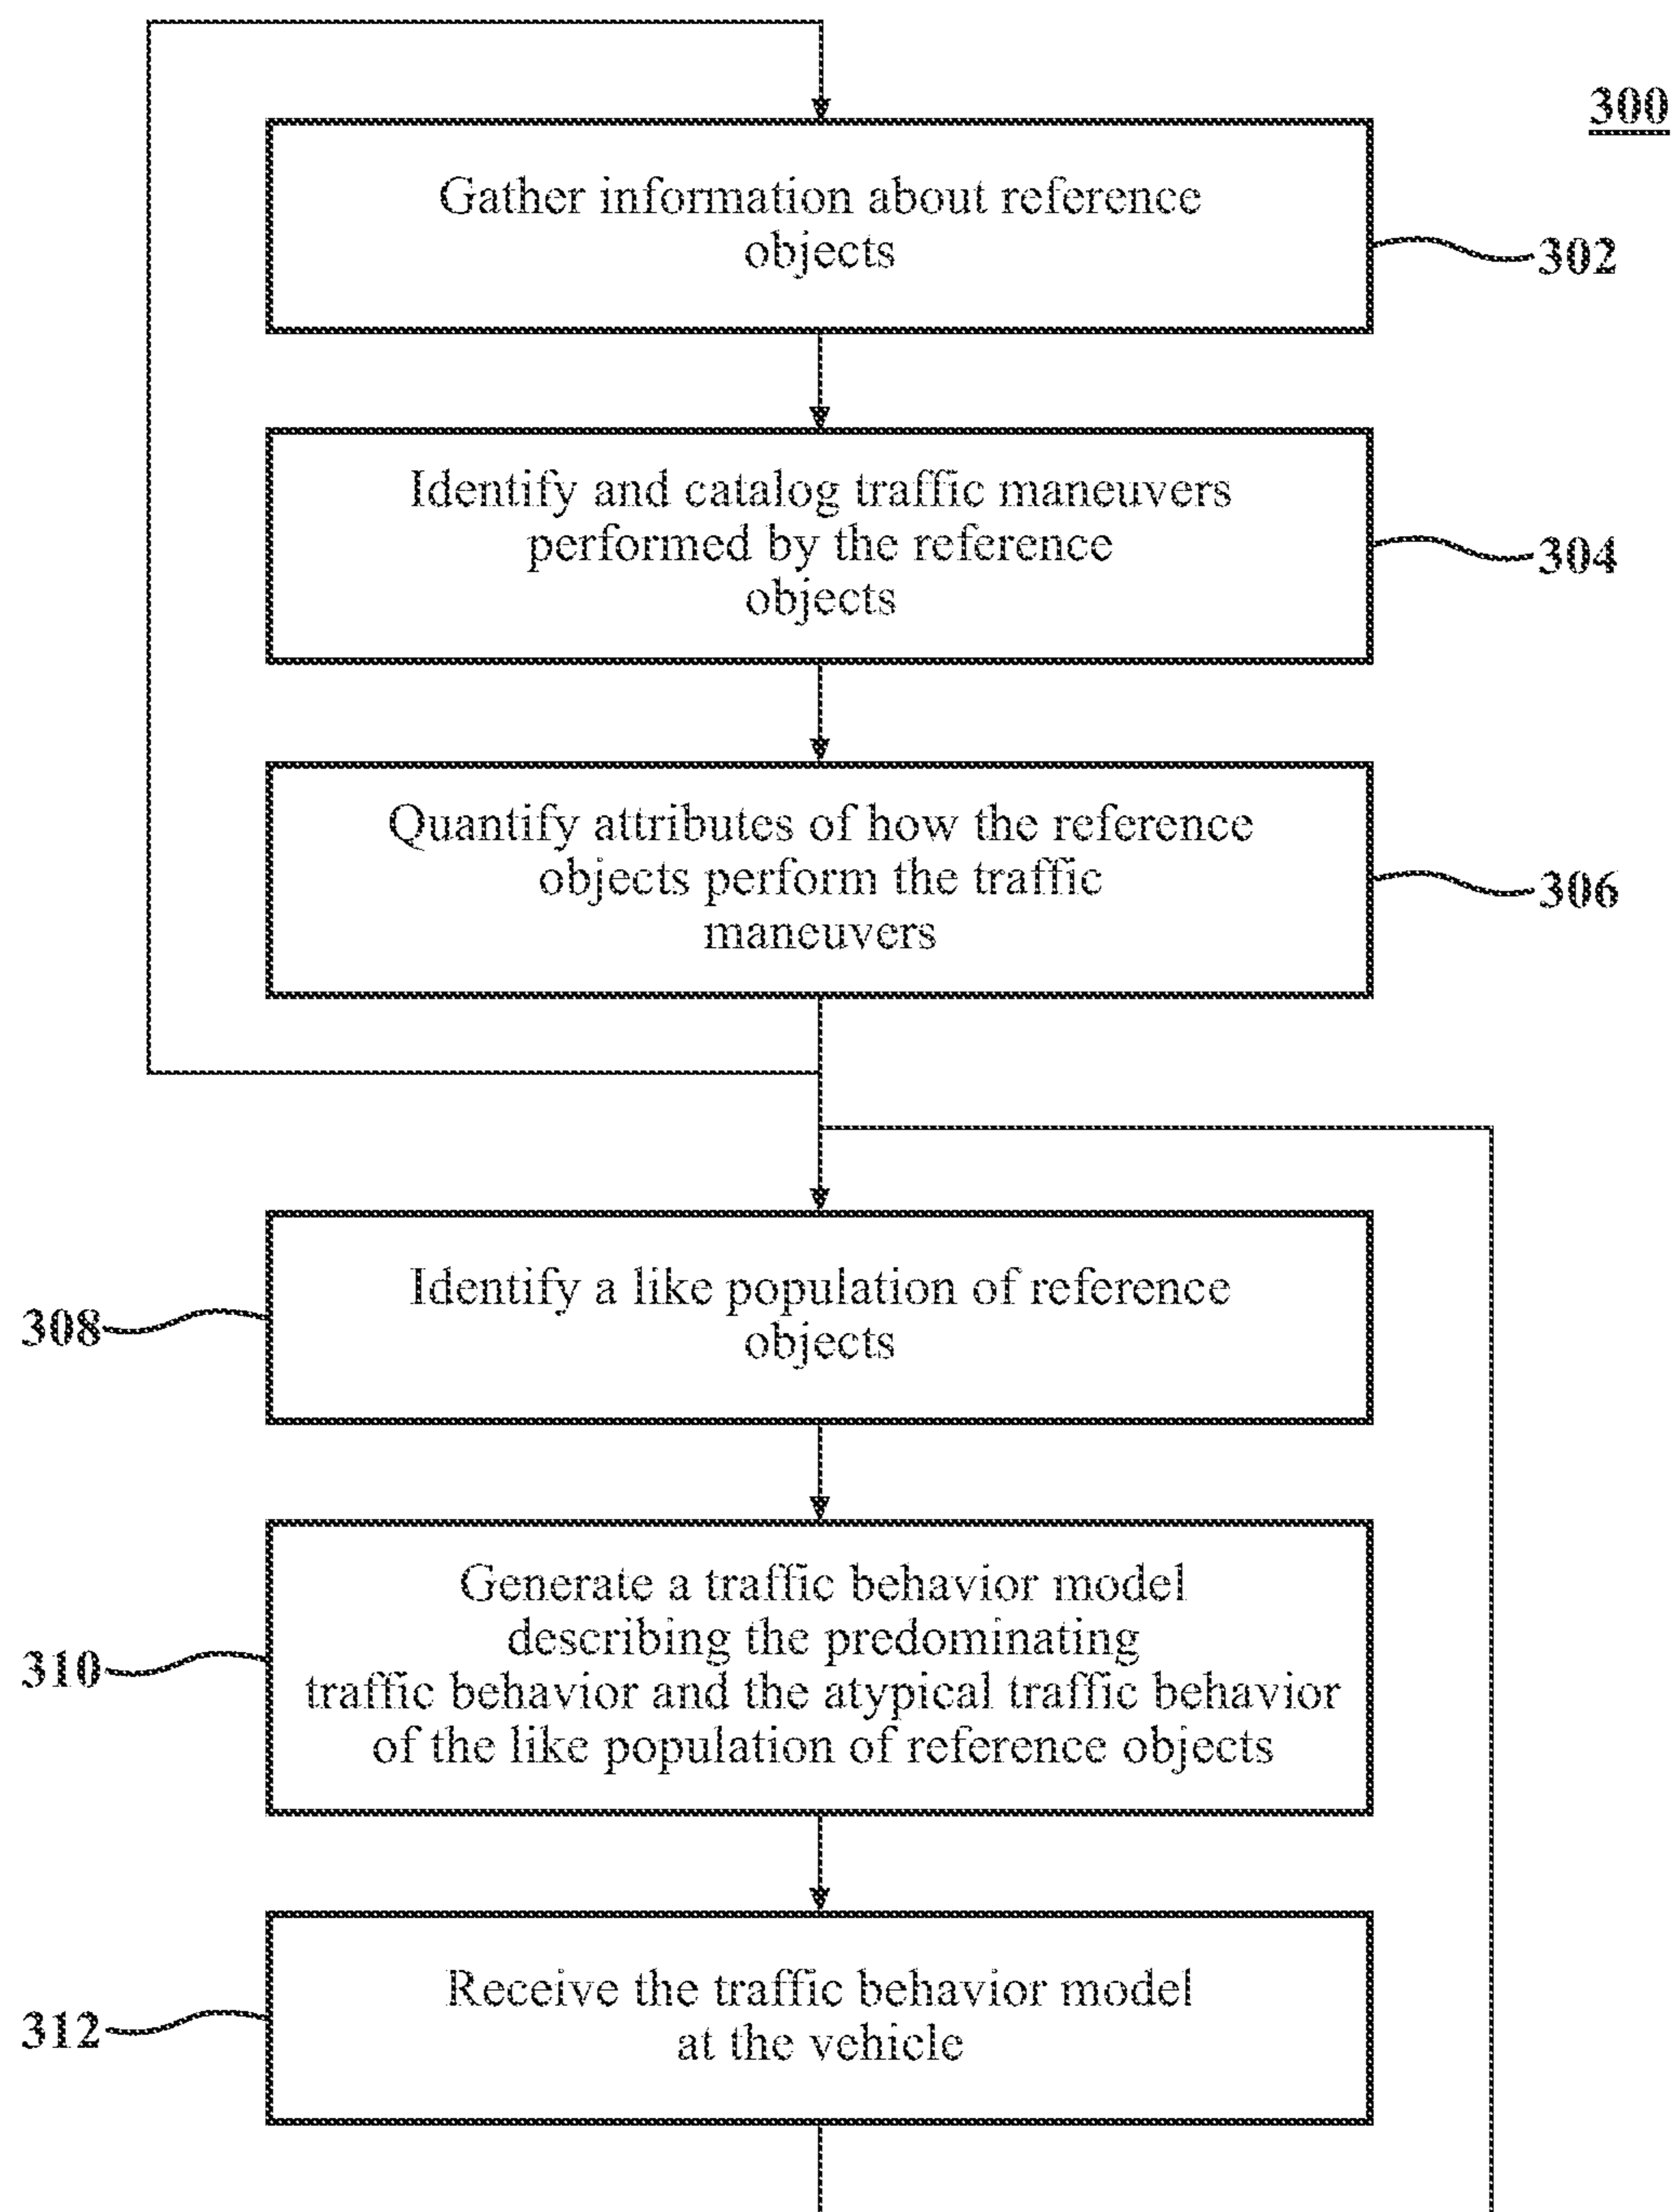 300
Gather information about reference
objects
302
Identify and catalog traffic maneuvers
performed by the reference
objects
304
Quantify attributes of how the reference
objects perform the traffic
maneuvers
306
Identify a like population of reference
objects
308
Generate a traffic behavior model
describing the predominating
traffic behavior and the atypical traffic behavior
of the like population of reference objects
310
Receive the traffic behavior model
at the vehicle
312